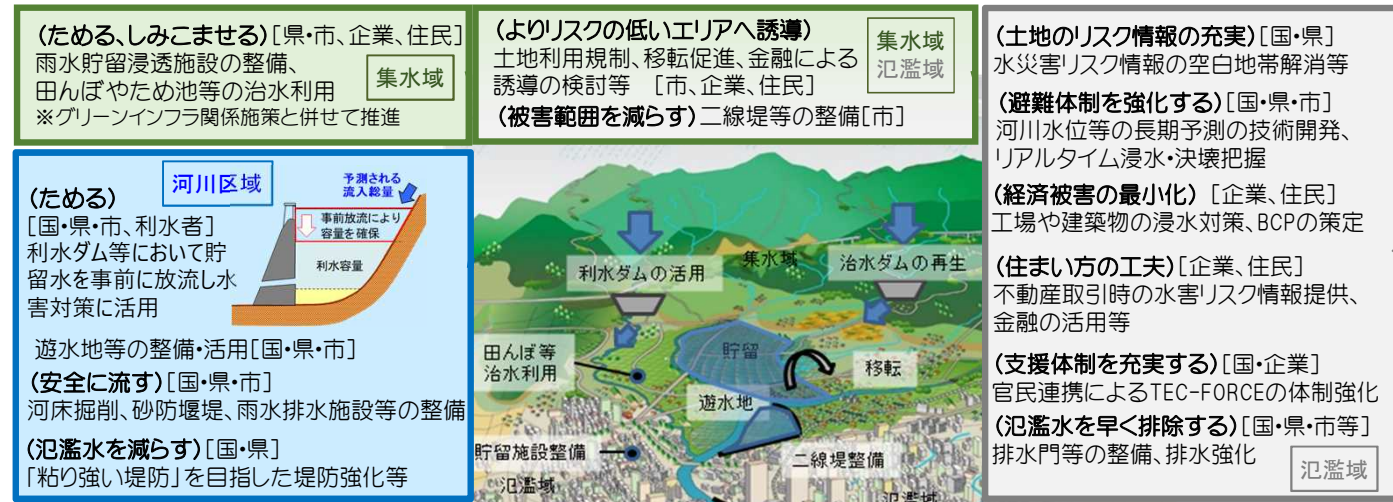 (ためる、しみこませる)[県・市、企業、住民]
雨水貯留浸透施設の整備、
田んぼやため池等の治水利用
※グリーンインフラ関係施策と併せて推進
集水域
(よりリスクの低いエリアへ誘導)
土地利用規制、移転促進、金融による
誘導の検討等 [市、企業、住民]
(被害範囲を減らす)二線堤等の整備[市]
集水域
氾濫域
河川区域
(ためる)
[国・県・市、利水者]
利水ダム等において貯
留水を事前に放流し水
害対策に活用
予測される
流入総量
事前放流により
容量を確保
利水容量
遊水地等の整備・活用[国・県・市]
(安全に流す)[国・県・市]
河床掘削、砂防堰堤、雨水排水施設等の整備
(氾濫水を減らす)[国・県]
「粘り強い堤防」を目指した堤防強化等
利水ダムの活用
集水域
治水ダムの再生
田んぼ等
治水利用
貯留
移転
遊水地
貯留施設整備
二線堤整備
氾濫域
氾濫域
(土地のリスク情報の充実)[国・県]
水災害リスク情報の空白地帯解消等
(避難体制を強化する)[国・県・市]
河川水位等の長期予測の技術開発、
リアルタイム浸水・決壊把握
(経済被害の最小化) [企業、住民]
工場や建築物の浸水対策、BCPの策定
(住まい方の工夫)[企業、住民]
不動産取引時の水害リスク情報提供、
金融の活用等
(支援体制を充実する)[国・企業]
官民連携によるTEC-FORCEの体制強化
(氾濫水を早く排除する)[国・県・市等]
排水門等の整備、排水強化
氾濫域